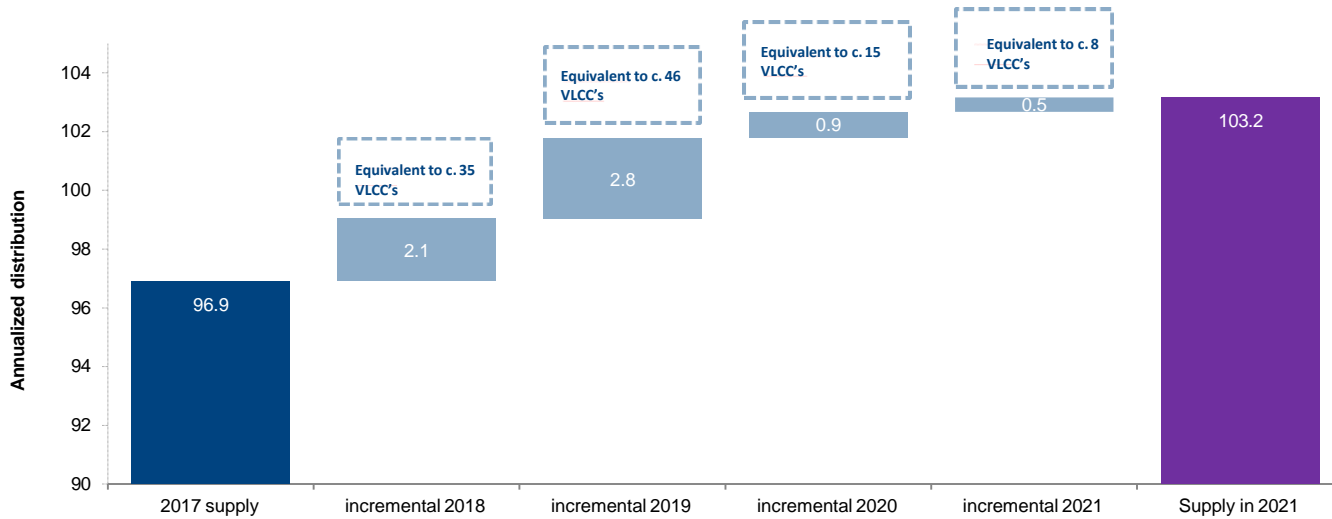 Equivalent to c. 8
VLCC's
Equivalent to c. 15
VLCC's
Equivalent to c. 46
VLCC's
Equivalent to c. 35
VLCC's
Annualized distribution
104
102
100
98
96
94
92
90
96.9
2.1
2.8
0.9
0.5
103.2
2017 supply
incremental 2018
incremental 2019
incremental 2020
incremental 2021
Supply in 2021